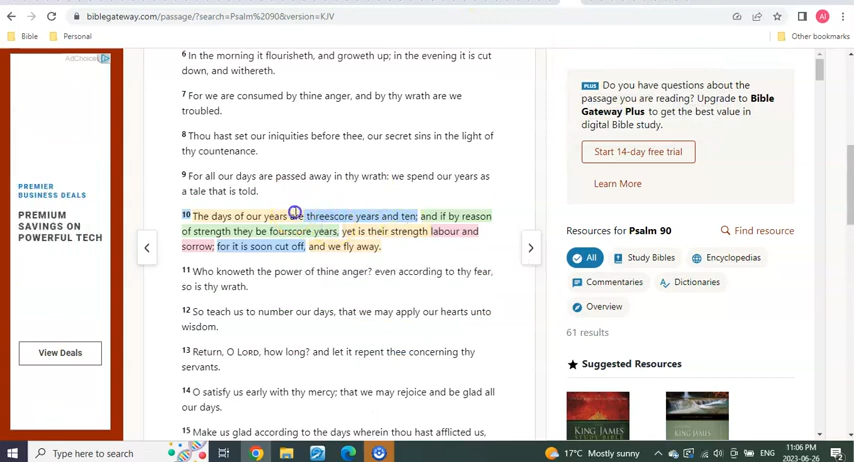 biblegateway.com/passage/?search=Psalm%2090&version=KJV
AI
Bible
Personal
Other bookmarks
AdChoices
PREMIER
BUSINESS DEALS
PREMIUM
SAVINGS ON
POWERFUL TECH
View Deals
6 In the morning it flourisheth, and groweth up; in the evening it is cut
down, and withereth.
7 For we are consumed by thine anger, and by thy wrath are we
troubled.
8 Thou hast set our iniquities before thee, our secret sins in the light of
thy countenance.
9 For all our days are passed away in thy wrath: we spend our years as
a tale that is told.
10 The days of our years are threescore years and ten; and if by reason
of strength they be fourscore years, yet is their strength labour and
sorrow; for it is soon cut off, and we fly away.
11 Who knoweth the power of thine anger? even according to thy fear,
so is thy wrath.
12 So teach us to number our days, that we may apply our hearts unto
wisdom.
13 Return, O LORD, how long? and let it repent thee concerning thy
servants.
14 O satisfy us early with thy mercy; that we may rejoice and be glad all
our days.
15 Make us glad according to the days wherein thou hast afflicted us,
PLUS Do you have questions about the
passage you are reading? Upgrade to Bible
Gateway Plus to get the best value in
digital Bible study.
Start 14-day free trial
Learn More
Resources for Psalm 90
Find resource
All
Study Bibles
Encyclopedias
Commentaries
Dictionaries
Overview
61 results
Suggested Resources
KING JAMES
STUDY BIBLE
KING JAMES
Type here to search
17°C Mostly sunny
ENG
11:06 PM
2023-06-26
2